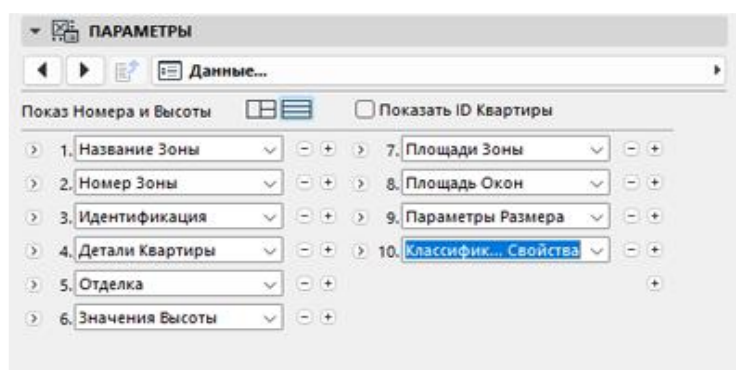 ПАРАМЕТРЫ
Данные...
Показ Номера и Высоты
Показать ID Квартиры
1. Название Зоны
2. Номер Зоны
3. Идентификация
4. Детали Квартиры
5. Отделка
6. Значения Высоты
7. Площади Зоны
8. Площадь Окон
9. Параметры Размера
10. Классифик... Свойства